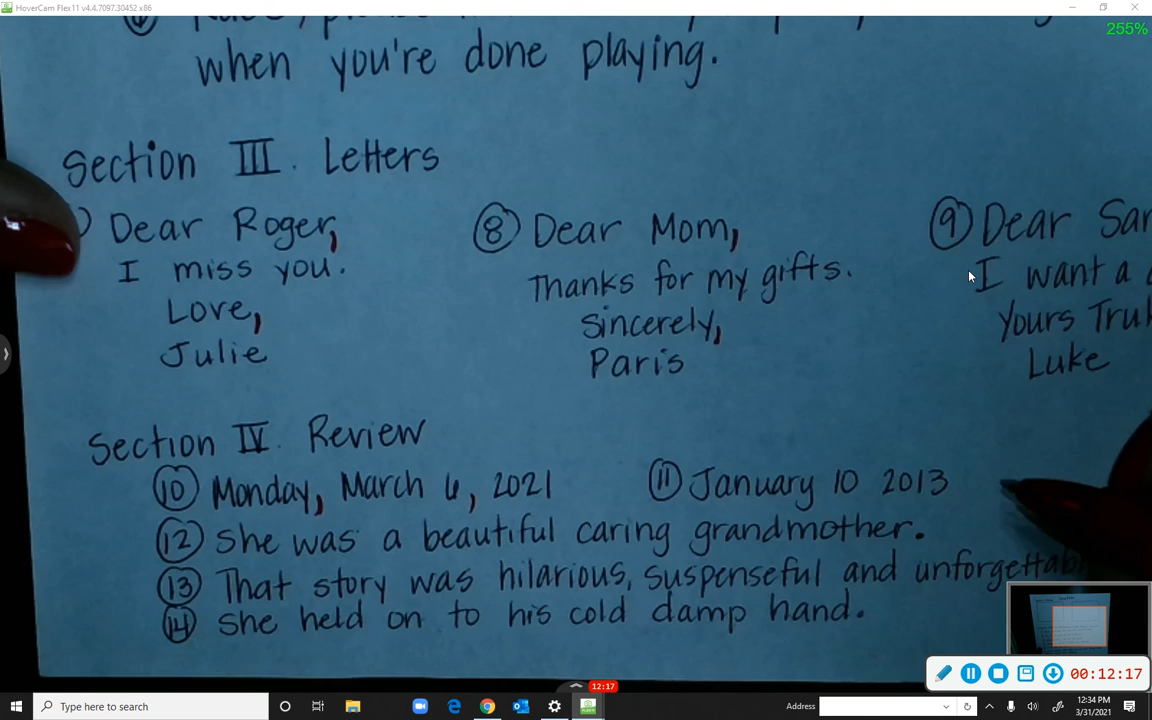 HoverCam Flex11 v4.4.7097.30452 x86
255%
when you're done playing.
Section III. Letters
Dear Roger,
I miss you.
Love,
Julie
8 Dear Mom,
Thanks for my gifts.
Sincerely,
Paris
9 Dear
I want a
Yours
Luke
Section IV. Review
10 Monday, March 6, 2021
11 January 10 2013
12 She was a beautiful caring grandmother.
13 That story was hilarious, suspenseful and
14 She held on to his cold damp hand.
00:12:17
12:17
Type here to search
Address
12:34 PM
3/31/2021